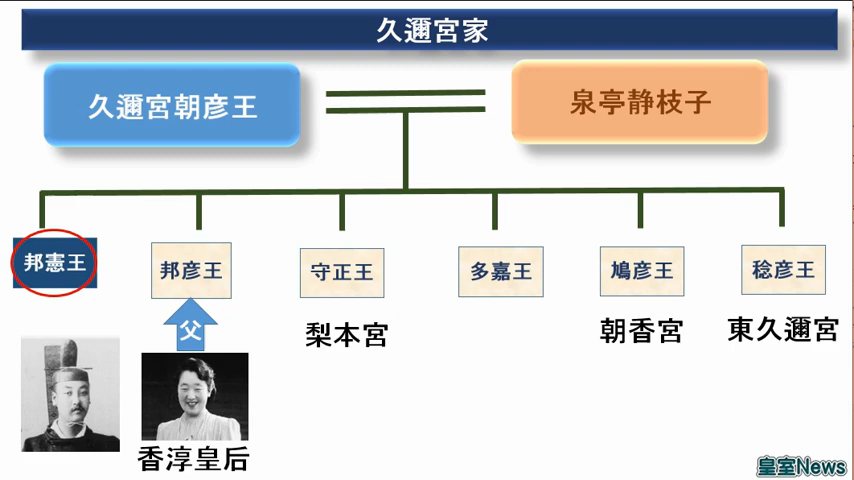 久邇宮家
久邇宮朝彦王
泉亭静枝子
邦憲王
邦彦王
守正王
多嘉王
鳩彦王
稔彦王
父
梨本宮
朝香宮
東久邇宮
香淳皇后
皇室News